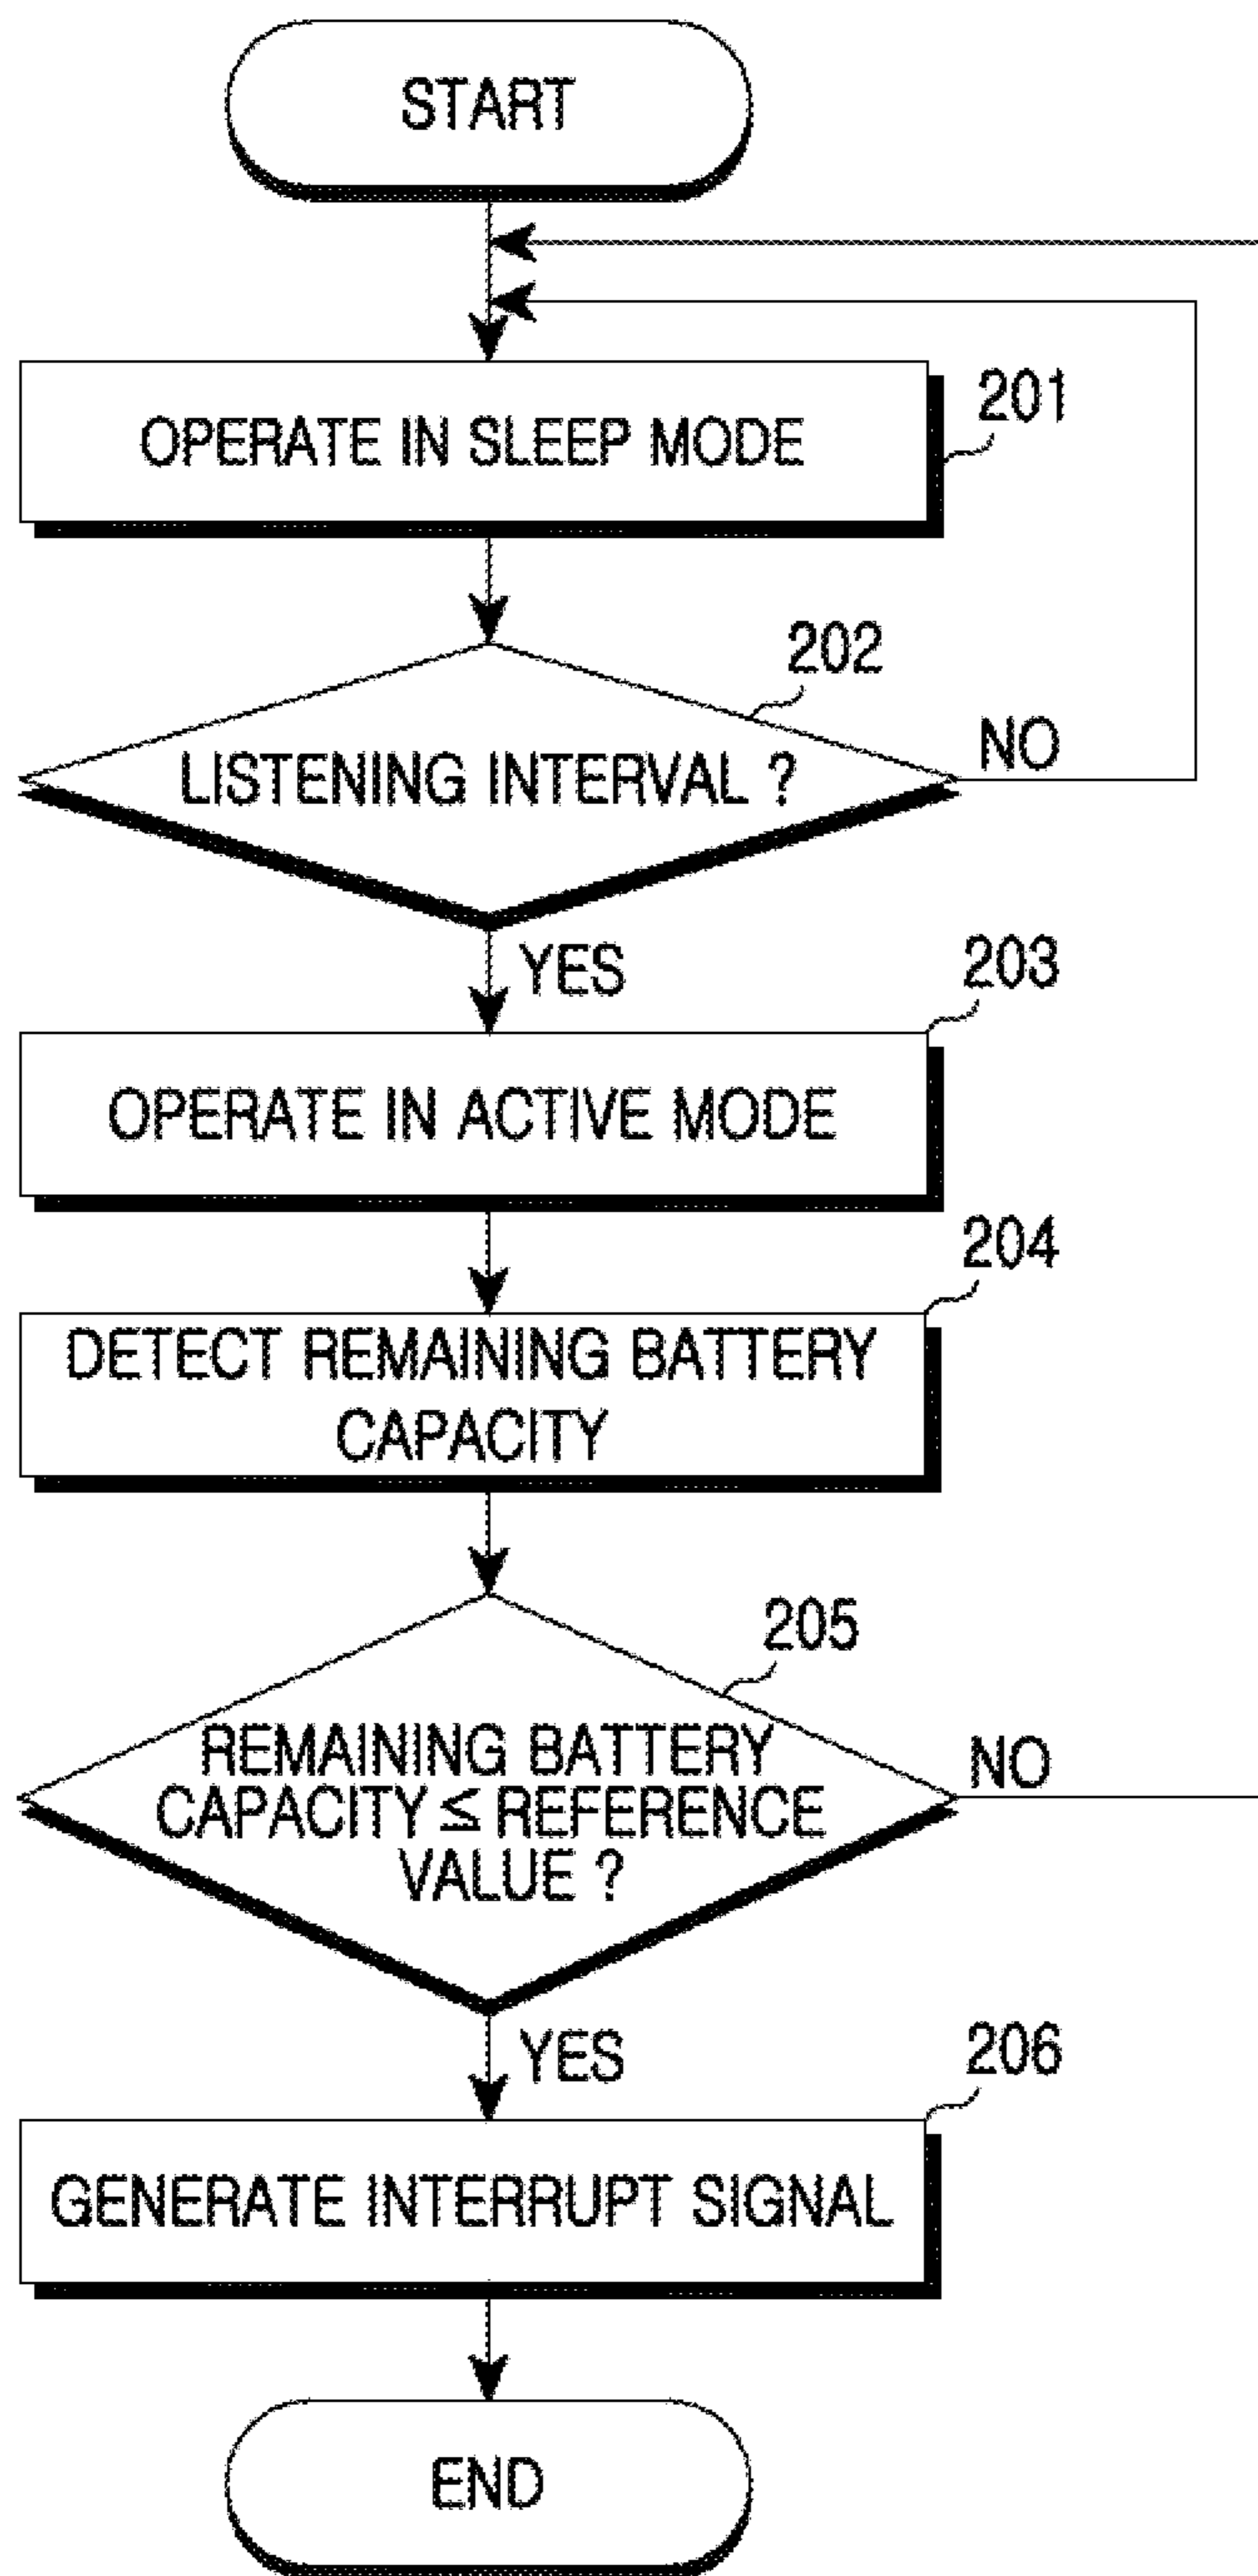 START
OPERATE IN SLEEP MODE
201
202
LISTENING INTERVAL ?
NO
YES
203
OPERATE IN ACTIVE MODE
204
DETECT REMAINING BATTERY
CAPACITY
205
REMAINING BATTERY
CAPACITY ≦ REFERENCE
VALUE ?
NO
YES
206
GENERATE INTERRUPT SIGNAL
END